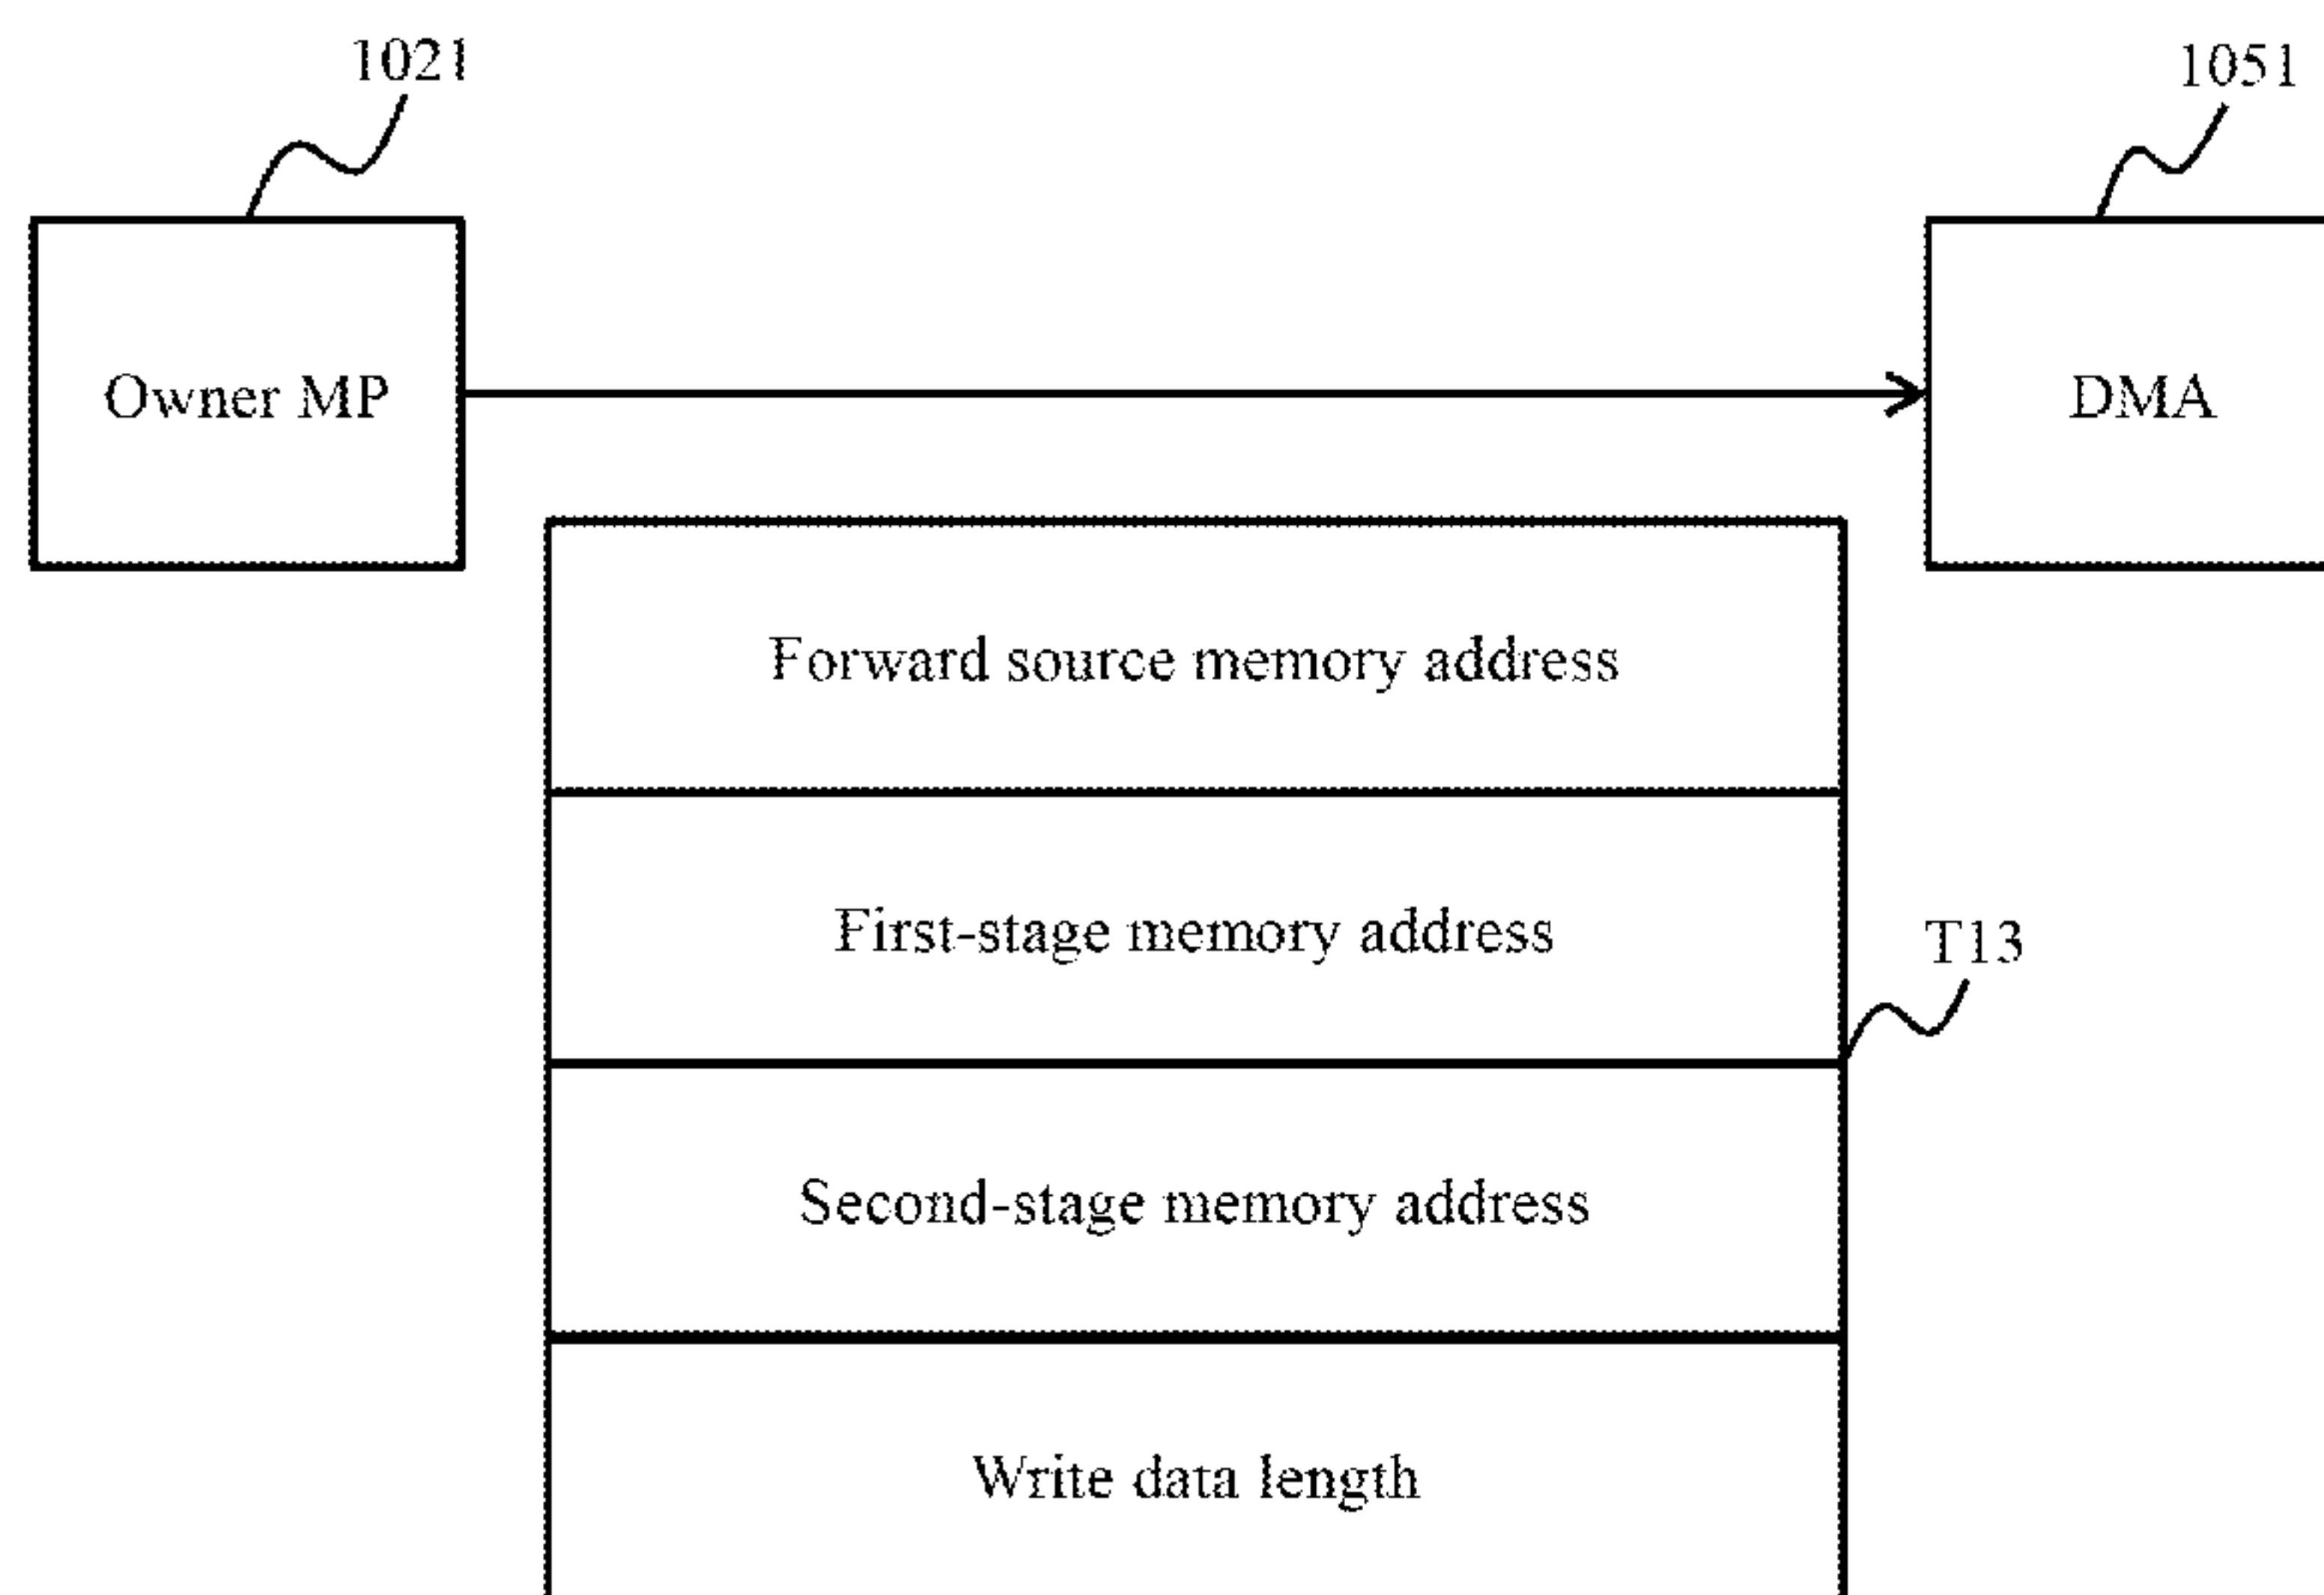 1021
1051
Owner MP
DMA
Forward source memory address
First-stage memory address
T13
Second-stage memory address
Write data length